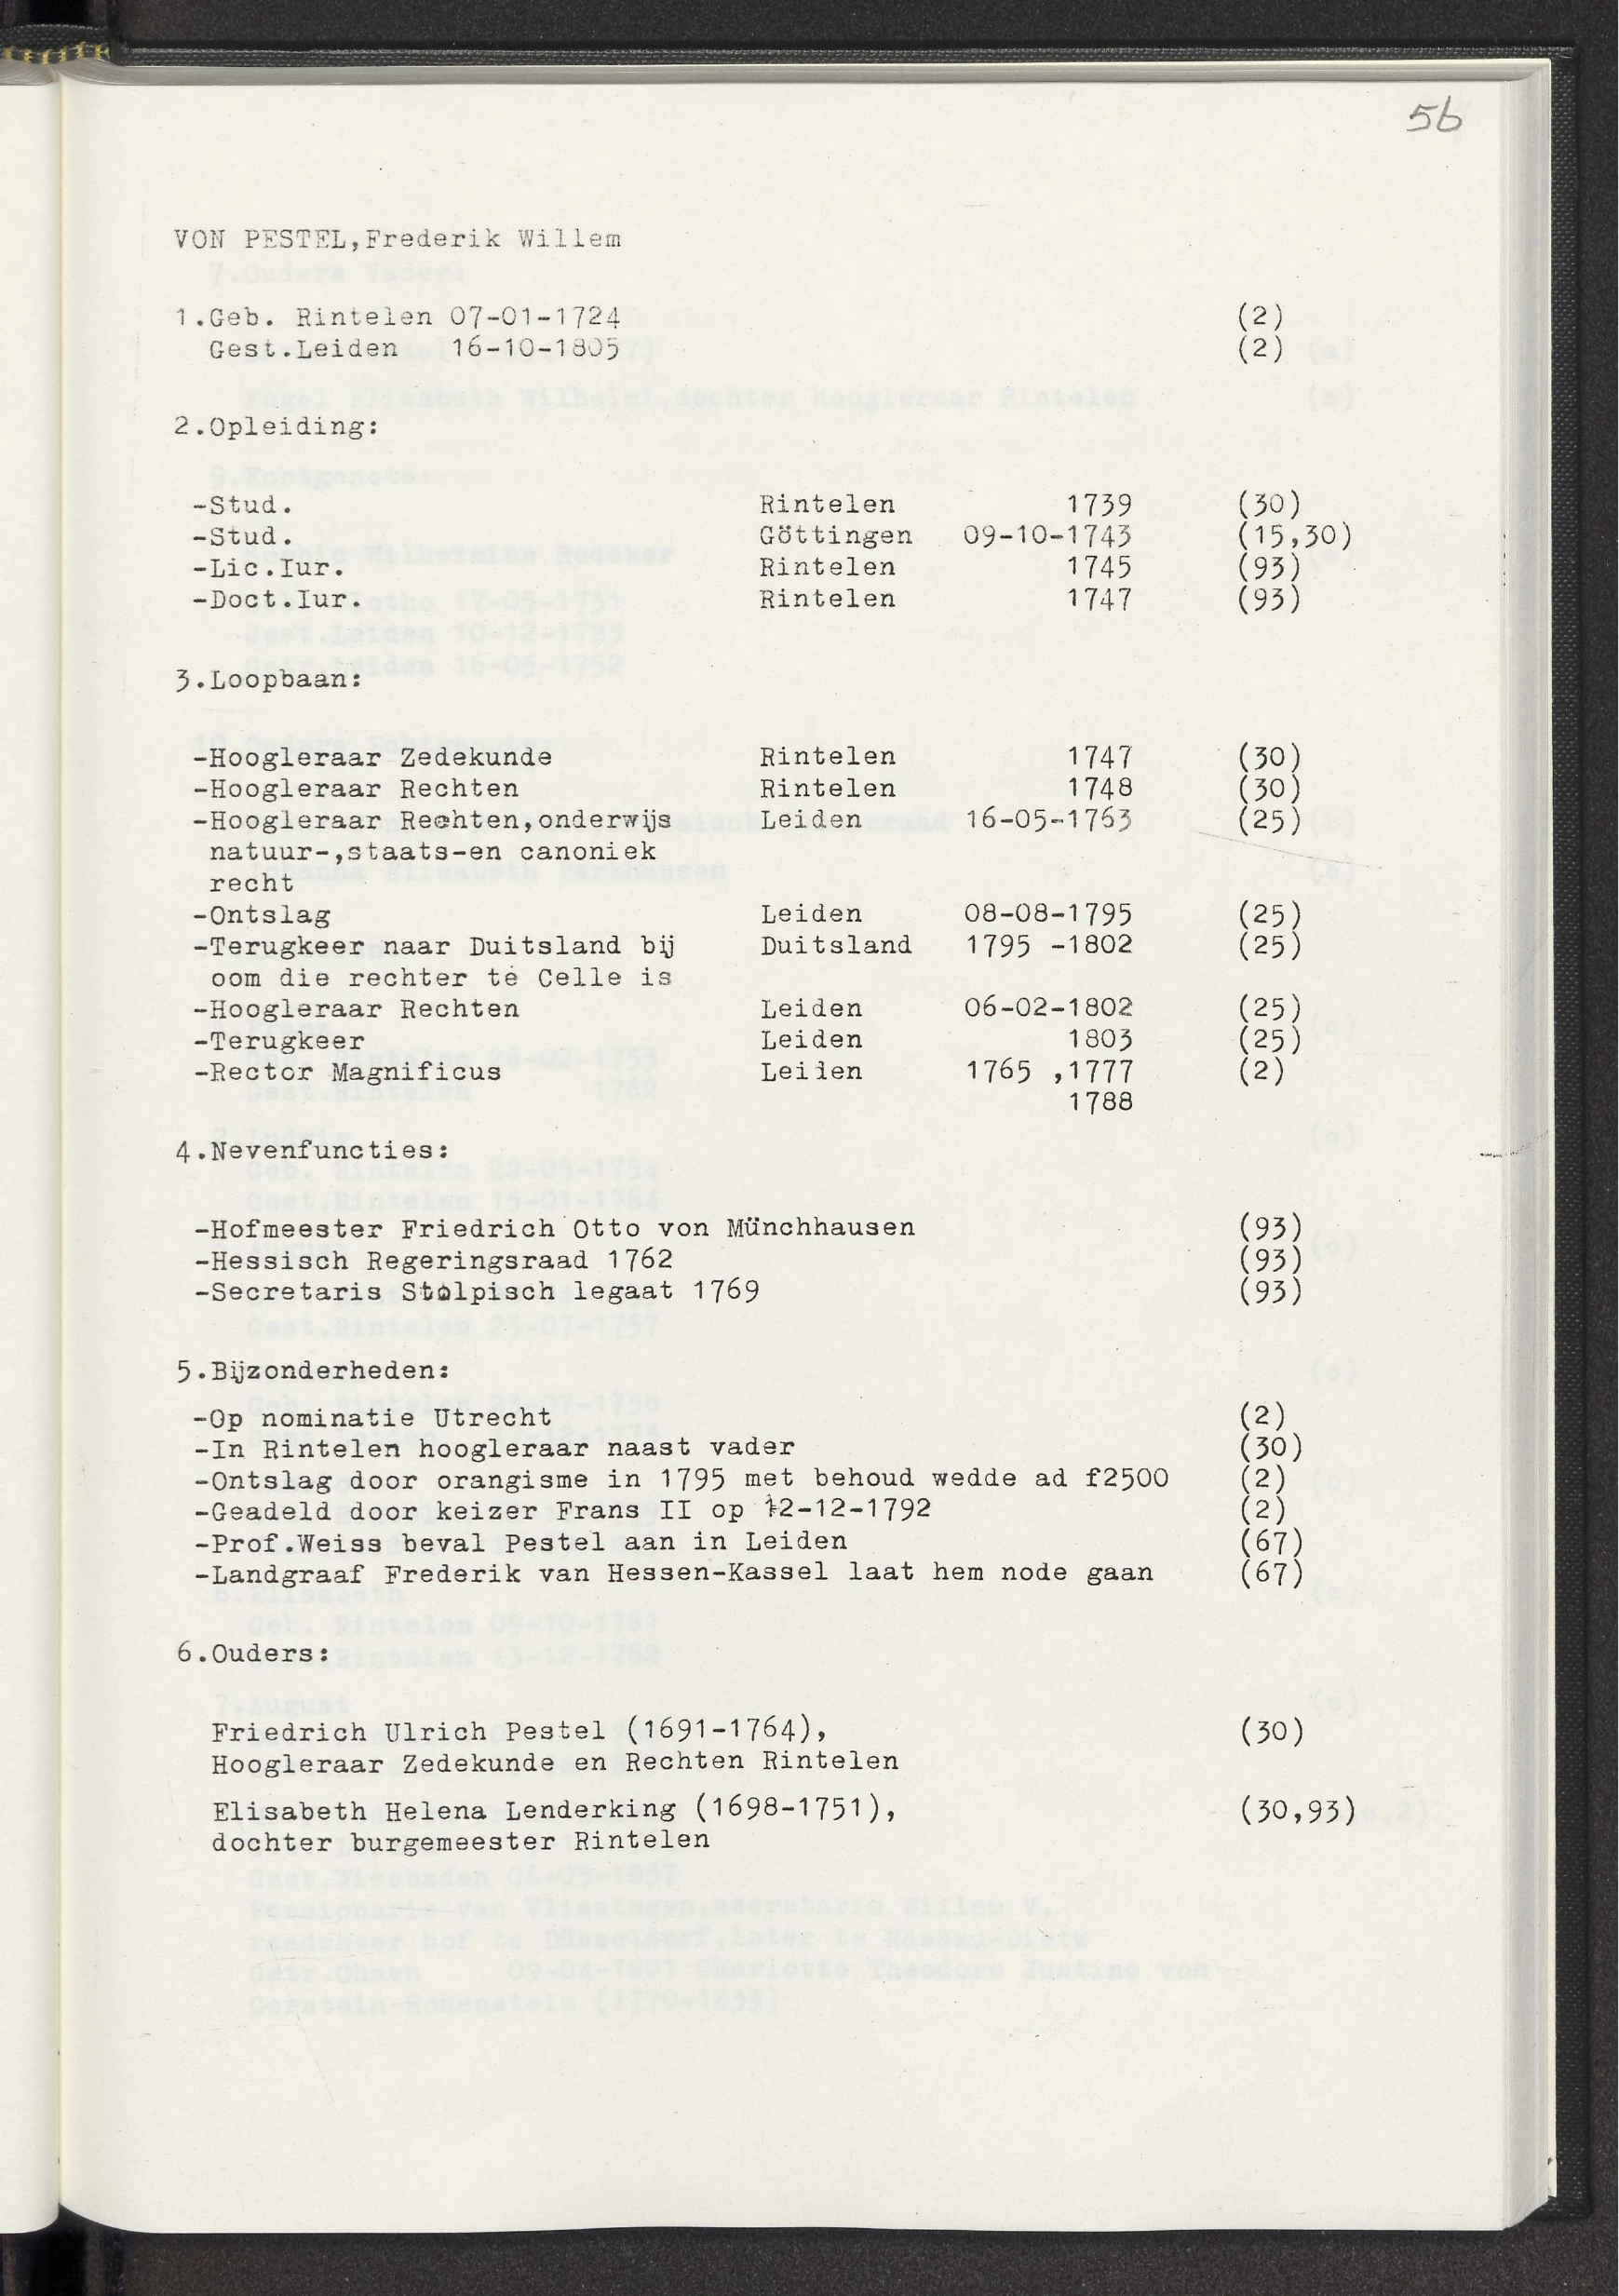 56
VON PESTEL,Frederik Willem
1.Geb. Rintelen 07-01-1724 (2)
Gest.Leiden 16-10-1805 (2)
2.Opleiding:
-Stud. Rintelen 1739 (30)
-Stud. Göttingen 09-10-1743 (15,30)
-Lic.Iur. Rintelen 1745 (93)
-Doct.Iur. Rintelen 1747 (93)
3.Loopbaan:
-Hoogleraar Zedekunde Rintelen 1747 (30)
-Hoogleraar Rechten Rintelen 1748 (30)
-Hoogleraar Rechten,onderwijs Leiden 16-05-1763 (25)
natuur-,staats-en canoniek
recht
-Ontslag Leiden 08-08-1795 (25)
-Terugkeer naar Duitsland bij Duitsland 1795 -1802 (25)
oom die rechter te Celle is
-Hoogleraar Rechten Leiden 06-02-1802 (25)
-Terugkeer Leiden 1803 (25)
-Rector Magnificus Leiien 1765 ,1777 (2)
1788
4.Nevenfuncties:
-Hofmeester Friedrich Otto von Münchhausen (93)
-Hessisch Regeringsraad 1762 (93)
-Secretaris Stolpisch legaat 1769 (93)
5.Bijzonderheden:
-Op nominatie Utrecht (2)
-In Rintelen hoogleraar naast vader (30)
-Ontslag door orangisme in 1795 met behoud wedde ad f2500 (2)
-Geadeld door keizer Frans II op 12-12-1792 (2)
-Prof.Weiss beval Pestel aan in Leiden (67)
-Landgraaf Frederik van Hessen-Kassel laat hem node gaan (67)
6.Ouders:
Friedrich Ulrich Pestel (1691-1764), (30)
Hoogleraar Zedekunde en Rechten Rintelen
Elisabeth Helena Lenderking (1698-1751), (30,93)
dochter burgemeester Rintelen